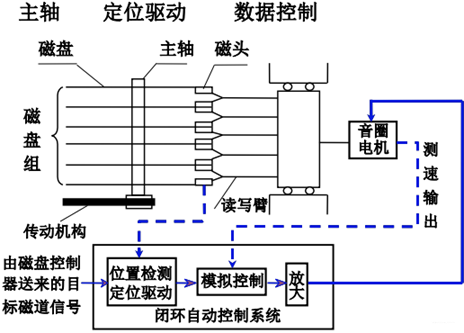 主轴 定位驱动 数据控制
磁盘 主轴 磁头
磁盘组
音圈
电机
测速输出
读写臂
传动机构
由磁盘控制
器送来的目
标磁道信号
位置检测
定位驱动
模拟控制
放大
闭环自动控制系统